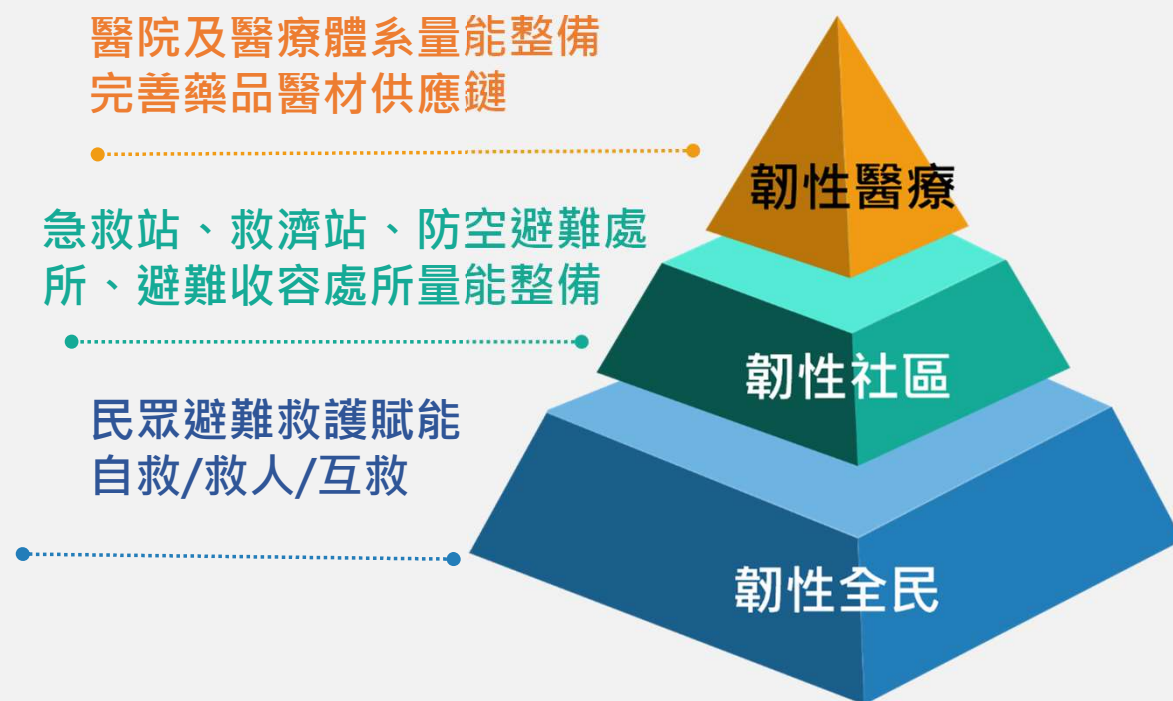 醫院及醫療體系量能整備
完善藥品醫材供應鏈
韌性醫療
急救站、救濟站、防空避難處
所、避難收容處所量能整備
韌性社區
民眾避難救護賦能
自救/救人/互救
韌性全民